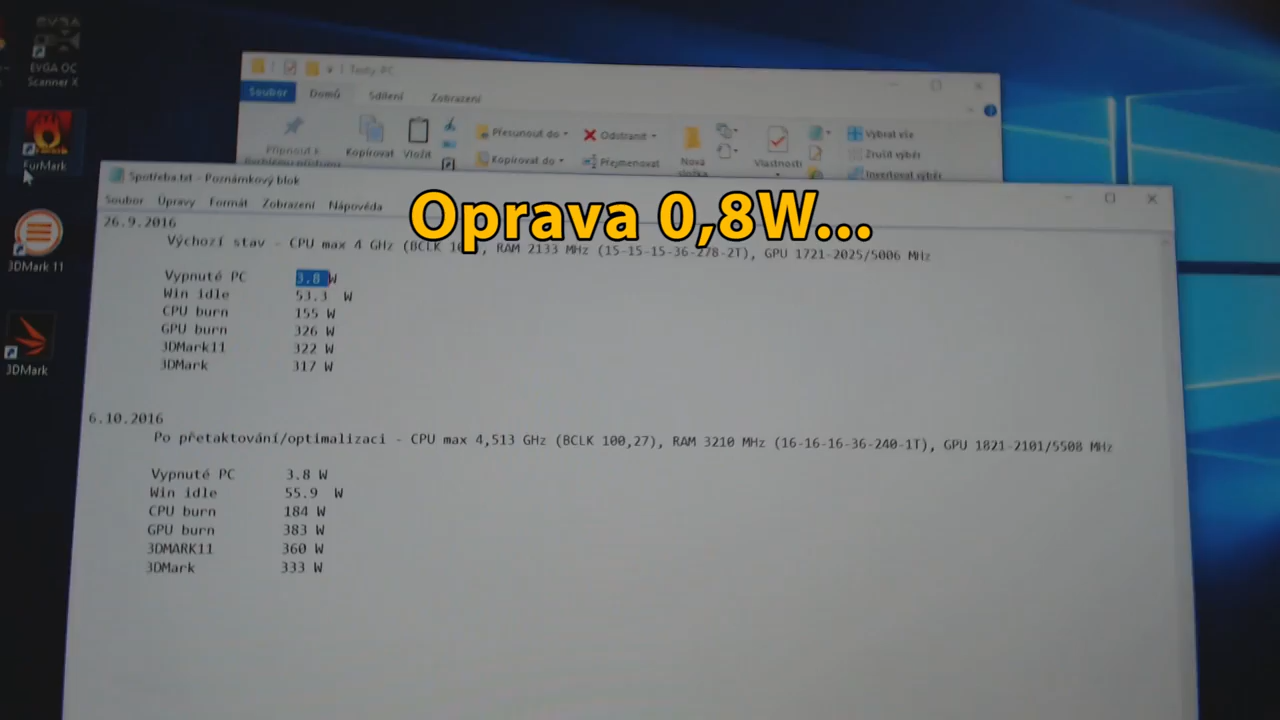 EVGA OC
Scanner X
FurMark
3DMark 11
3DMark
Testy PC
Soubor Domů Sdílení Zobrazení
Kopírovat Vložit
Přesunout do
Kopírovat do
Odstranit
Přejmenovat
Nová
složka
Vlastnosti
Vybrat vše
Zrušit výběr
Invertovat výběr
Spotřeba.txt - Poznámkový blok
Soubor Úpravy Formát Zobrazení Nápověda
Oprava 0,8W...
26.9.2016
Výchozí stav - CPU max 4 GHz (BCLK RAM 2133 MHz (15-15-15-36-278-2T), GPU 1721-2025/5006 MHz
Vypnuté PC 3.8 W
Win idle 53.3 W
CPU burn 155 W
GPU burn 326 W
3DMark11 322 W
3DMark 317 W
6.10.2016
Po přetaktování/optimalizaci - CPU max 4,513 GHz (BCLK 100,27), RAM 3210 MHz (16-16-16-36-240-1T), GPU 1821-2101/5508 MHz
Vypnuté PC 3.8 W
Win idle 55.9 W
CPU burn 184 W
GPU burn 383 W
3DMARK11 360 W
3DMark 333 W